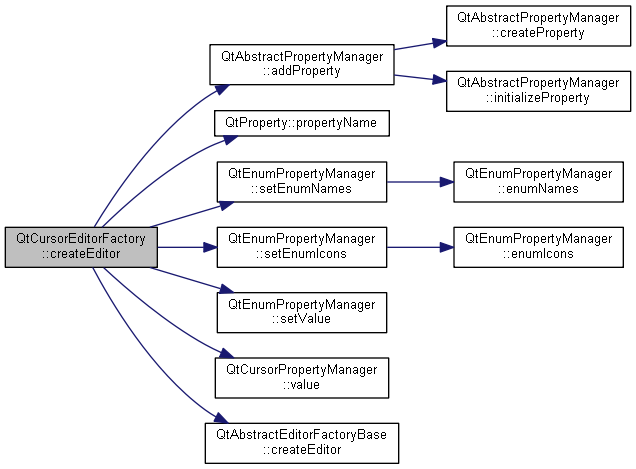 QtCursorEditorFactory
::createEditor
QtAbstractPropertyManager
::addProperty
QtAbstractPropertyManager
::createProperty
QtAbstractPropertyManager
::initializeProperty
QtProperty::propertyName
QtEnumPropertyManager
::setEnumNames
QtEnumPropertyManager
::enumNames
QtEnumPropertyManager
::setEnumIcons
QtEnumPropertyManager
::enumIcons
QtEnumPropertyManager
::setValue
QtCursorPropertyManager
::value
QtAbstractEditorFactoryBase
::createEditor